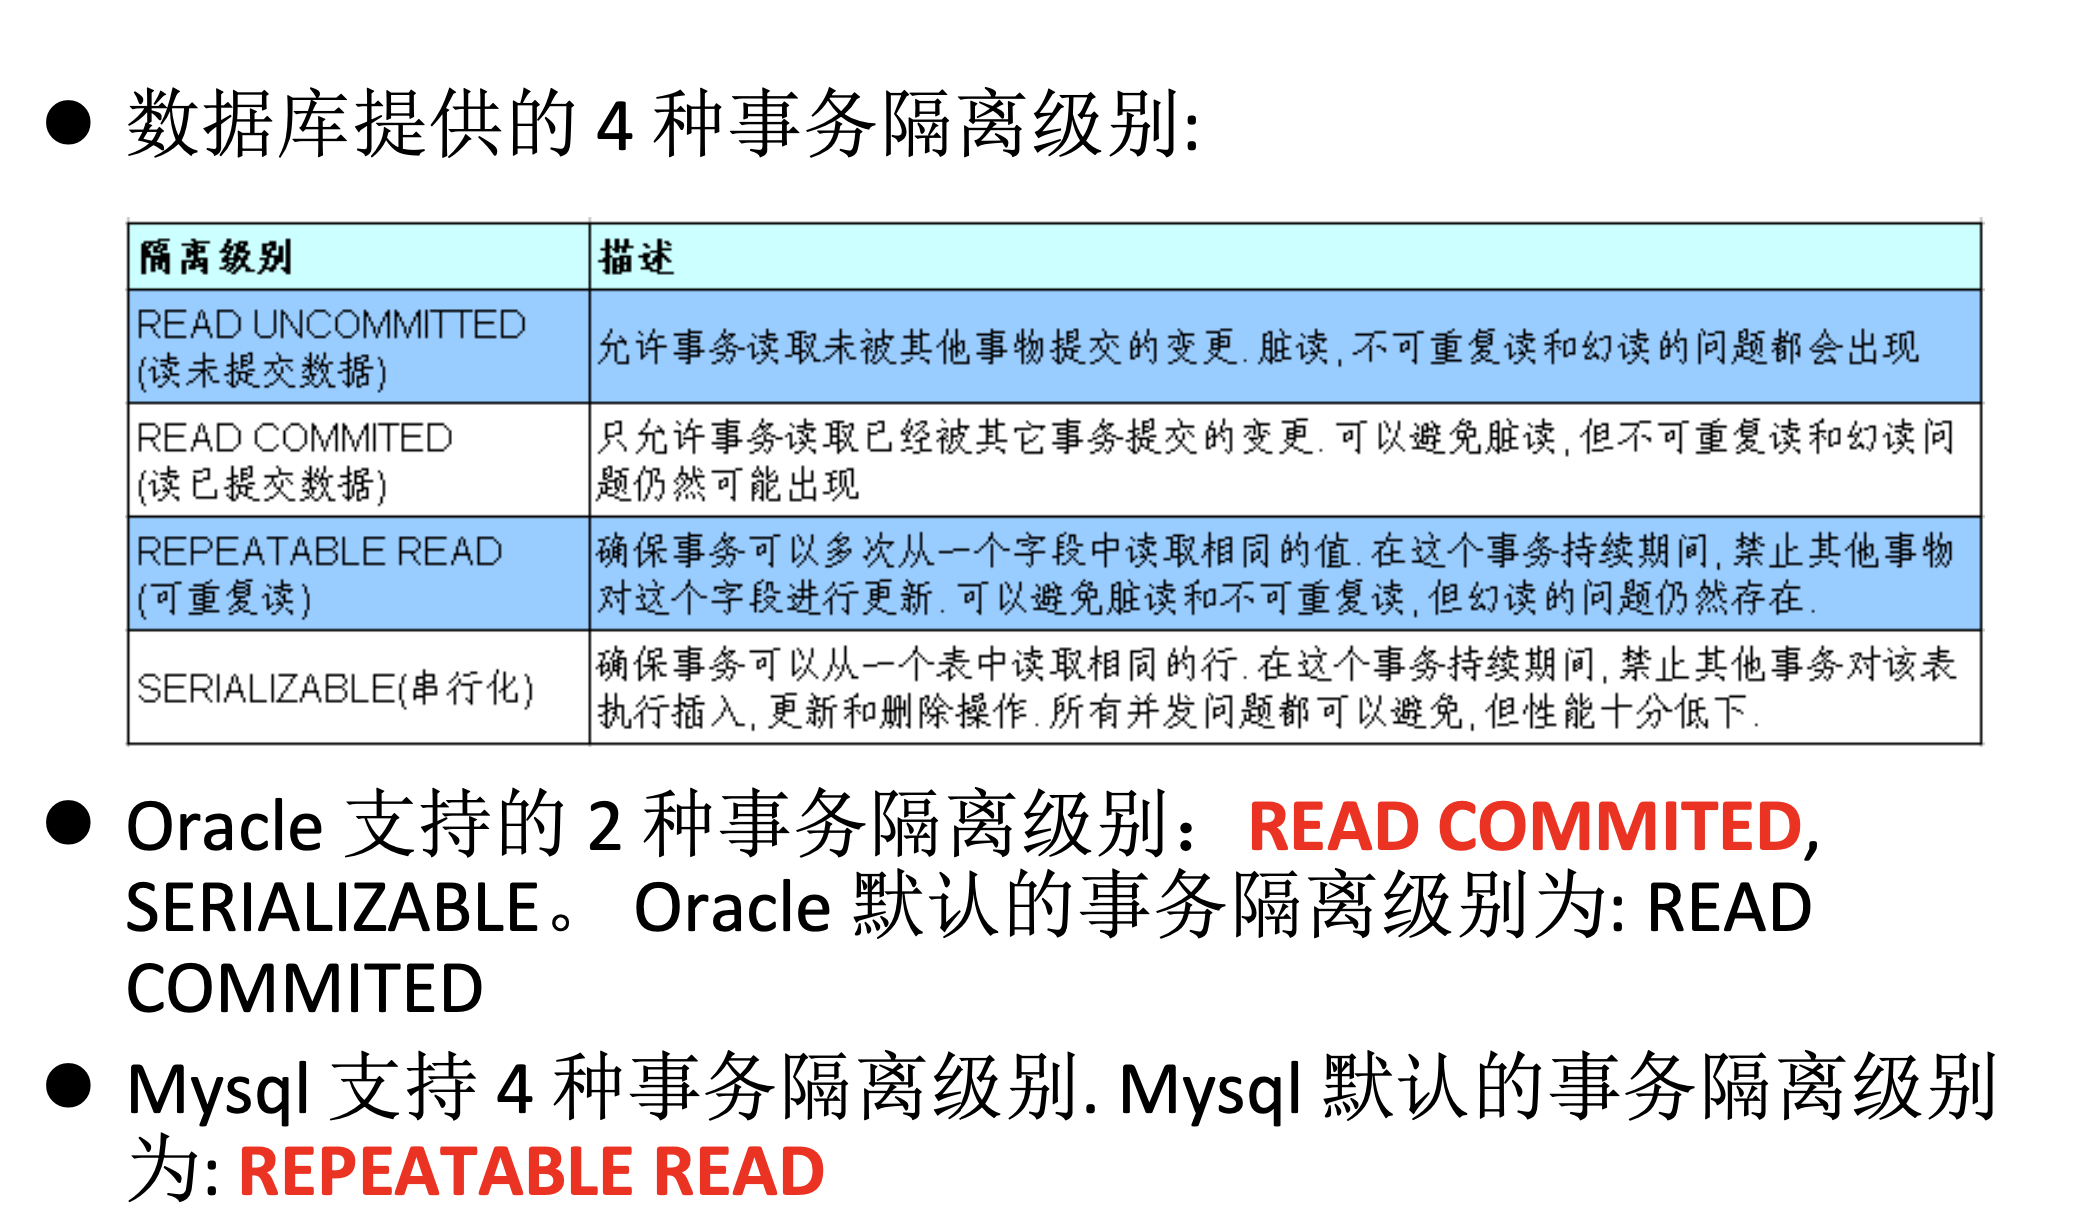 ● 数据库提供的 4 种事务隔离级别:
隔离级别 描述
READ UNCOMMITTED
(读未提交数据)
允许事务读取未被其他事物提交的变更.脏读,不可重复读和幻读的问题都会出现
READ COMMITED
(读已提交数据)
只允许事务读取已经被其它事务提交的变更.可以避免脏读,但不可重复读和幻读问
题仍然可能出现
REPEATABLE READ
(可重复读)
确保事务可以多次从一个字段中读取相同的值.在这个事务持续期间,禁止其他事物
对这个字段进行更新.可以避免脏读和不可重复读,但幻读的问题仍然存在.
SERIALIZABLE(串行化)
确保事务可以从一个表中读取相同的行.在这个事务持续期间,禁止其他事务对该表
执行插入,更新和删除操作.所有并发问题都可以避免,但性能十分低下.
● Oracle 支持的 2 种事务隔离级别：READ COMMITED,
SERIALIZABLE。 Oracle 默认的事务隔离级别为: READ
COMMITED
● Mysql 支持 4 种事务隔离级别. Mysql 默认的事务隔离级别
为: REPEATABLE READ